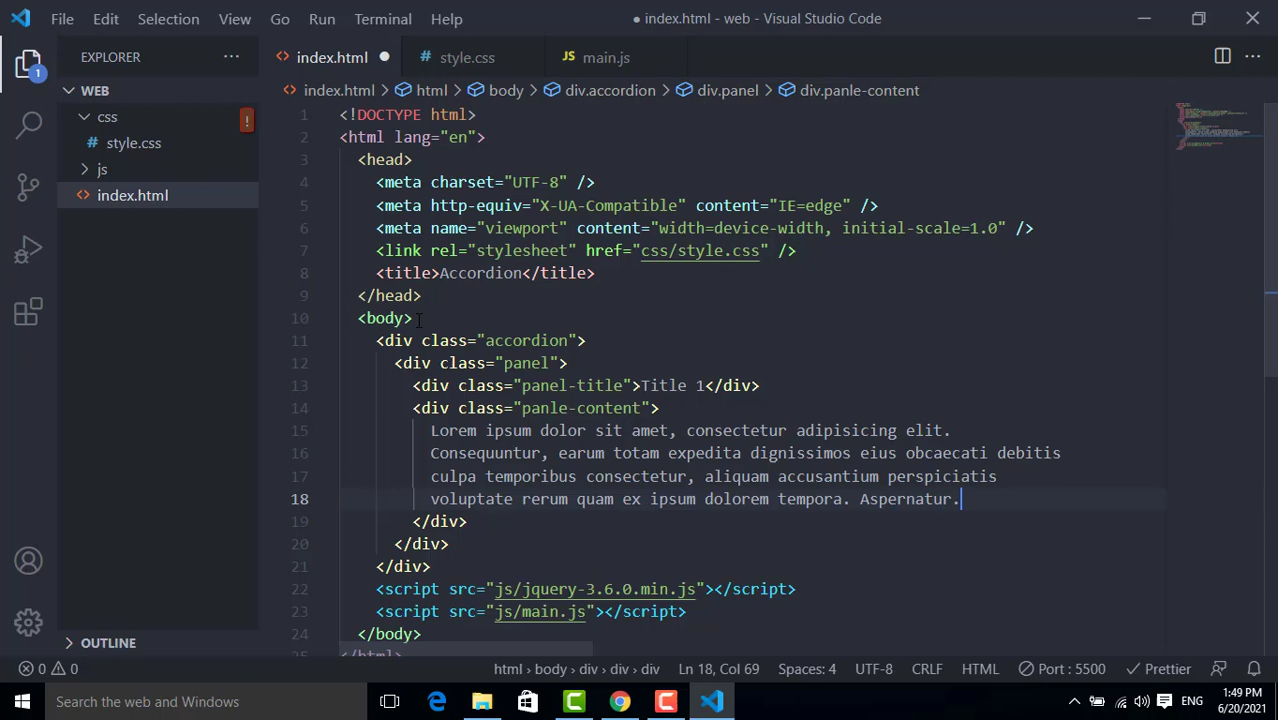 File Edit Selection View Go Run Terminal Help ● index.html - web - Visual Studio Code
EXPLORER ··· <> index.html ● # style.css JS main.js ···
1
WEB
<> index.html > html > body > div.accordion > div.panel > div.panle-content
css !
# style.css
js
<> index.html
1 <!DOCTYPE html>
2 <html lang="en">
3 <head>
4 <meta charset="UTF-8" />
5 <meta http-equiv="X-UA-Compatible" content="IE=edge" />
6 <meta name="viewport" content="width=device-width, initial-scale=1.0" />
7 <link rel="stylesheet" href="css/style.css" />
8 <title>Accordion</title>
9 </head>
10 <body>
11 <div class="accordion">
12 <div class="panel">
13 <div class="panel-title">Title 1</div>
14 <div class="panle-content">
15 Lorem ipsum dolor sit amet, consectetur adipisicing elit.
16 Consequuntur, earum totam expedita dignissimos eius obcaecati debitis
17 culpa temporibus consectetur, aliquam accusantium perspiciatis
18 voluptate rerum quam ex ipsum dolorem tempora. Aspernatur.
19 </div>
20 </div>
21 </div>
22 <script src="js/jquery-3.6.0.min.js"></script>
23 <script src="js/main.js"></script>
24 </body>
25 </html>
OUTLINE
0 0 html › body › div › div › div Ln 18, Col 69 Spaces: 4 UTF-8 CRLF HTML Port : 5500 Prettier
Search the web and Windows ENG
1:49 PM
6/20/2021